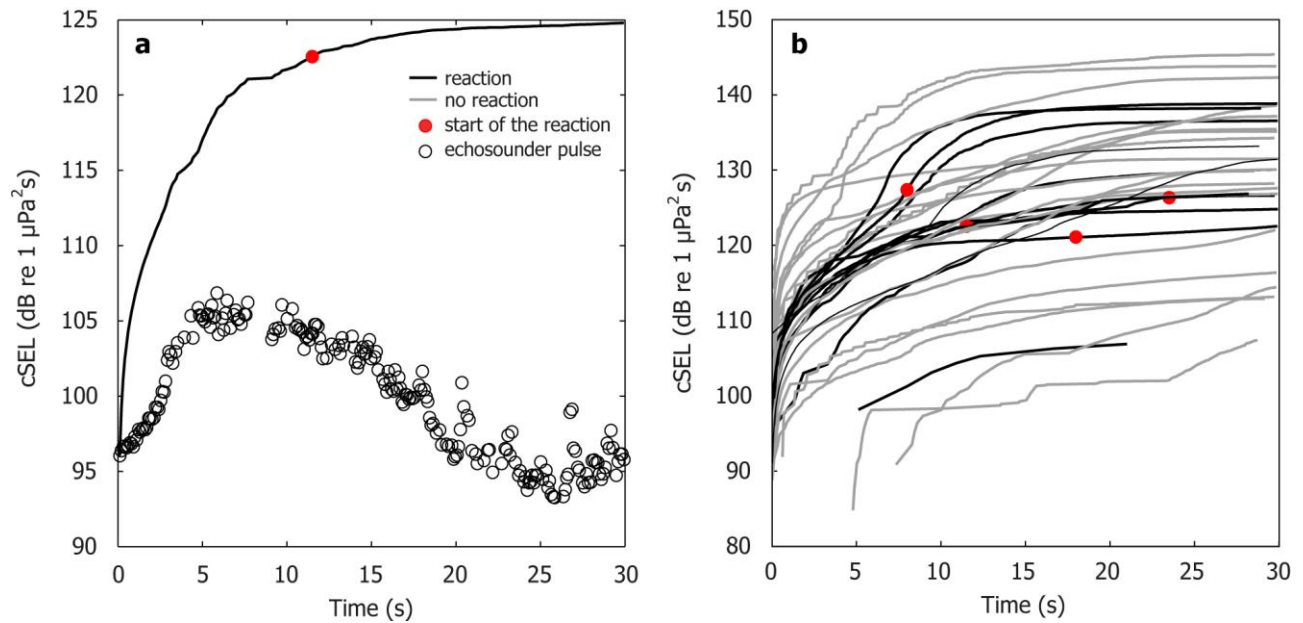 a
125
120
115
110
105
100
95
90
cSEL (dB re 1 µPa²s)
reaction
no reaction
start of the reaction
echosounder pulse
0 5 10 15 20 25 30
Time (s)
b
150
140
130
120
110
100
90
80
cSEL (dB re 1 µPa²s)
0 5 10 15 20 25 30
Time (s)